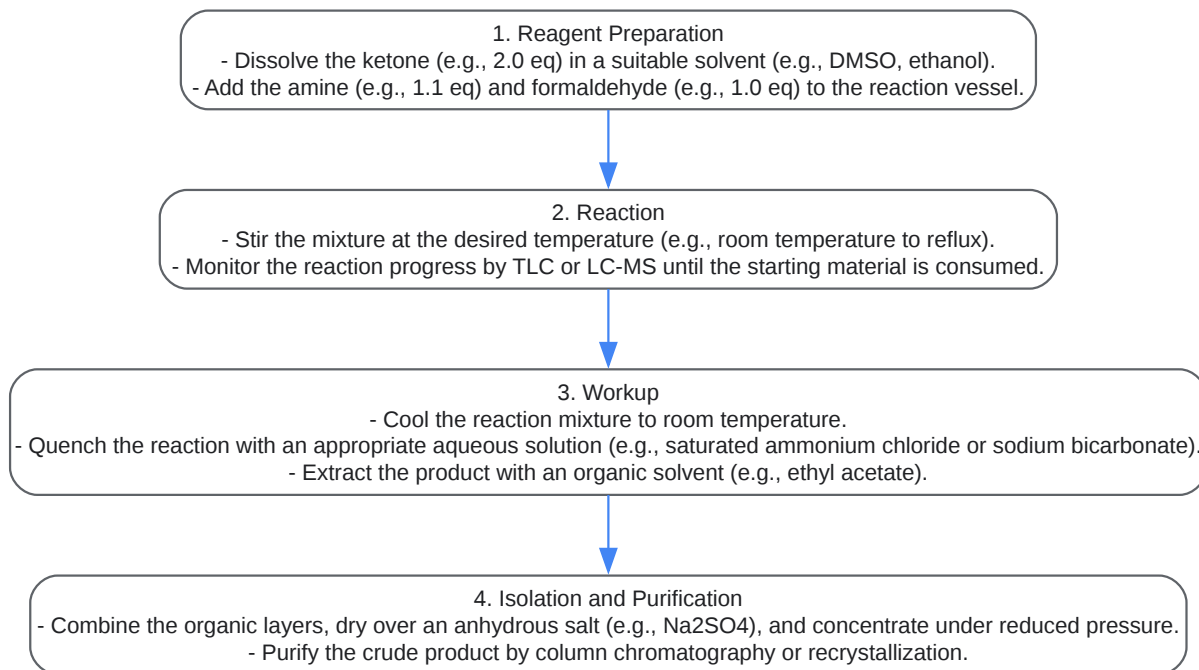 1. Reagent Preparation
- Dissolve the ketone (e.g., 2.0 eq) in a suitable solvent (e.g., DMSO, ethanol).
- Add the amine (e.g., 1.1 eq) and formaldehyde (e.g., 1.0 eq) to the reaction vessel.
2. Reaction
- Stir the mixture at the desired temperature (e.g., room temperature to reflux).
- Monitor the reaction progress by TLC or LC-MS until the starting material is consumed.
3. Workup
- Cool the reaction mixture to room temperature.
- Quench the reaction with an appropriate aqueous solution (e.g., saturated ammonium chloride or sodium bicarbonate).
- Extract the product with an organic solvent (e.g., ethyl acetate).
4. Isolation and Purification
- Combine the organic layers, dry over an anhydrous salt (e.g., Na2SO4), and concentrate under reduced pressure.
- Purify the crude product by column chromatography or recrystallization.